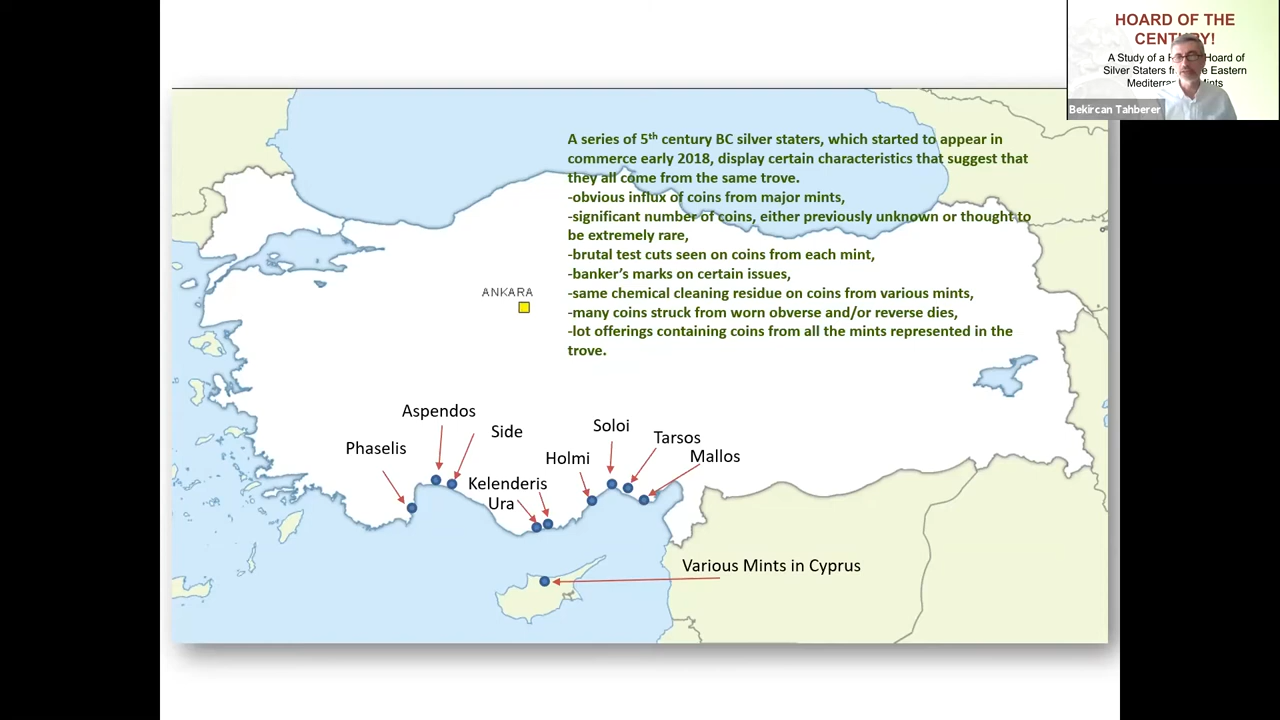 HOARD OF THE
CENTURY!
A Study of a Hoard of
Silver Staters Eastern
Mints
Bekircan Tahberer
A series of 5th century BC silver staters, which started to appear in
commerce early 2018, display certain characteristics that suggest that
they all come from the same trove.
-obvious influx of coins from major mints,
-significant number of coins, either previously unknown or thought to
be extremely rare,
-brutal test cuts seen on coins from each mint,
-banker's marks on certain issues,
-same chemical cleaning residue on coins from various mints,
-many coins struck from worn obverse and/or reverse dies,
-lot offerings containing coins from all the mints represented in the
trove.
ANKARA
Aspendos
Side
Phaselis
Soloi
Tarsos
Mallos
Holmi
Kelenderis
Ura
Various Mints in Cyprus